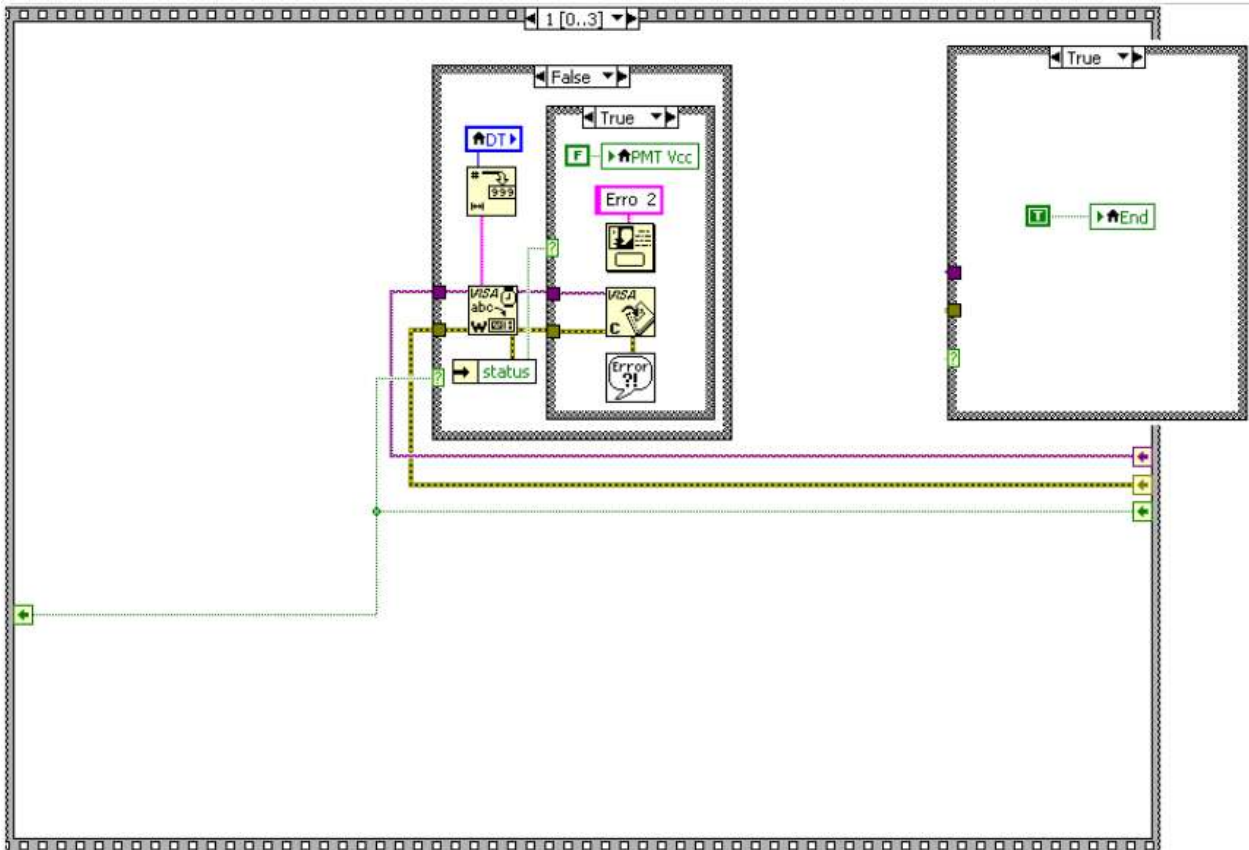 1 [0..3]
True
False
True
DT
F
PMT Vcc
#
999
Erro 2
T
End
?
VISA
abc
W
VISA
C
status
Error
?!
?
?